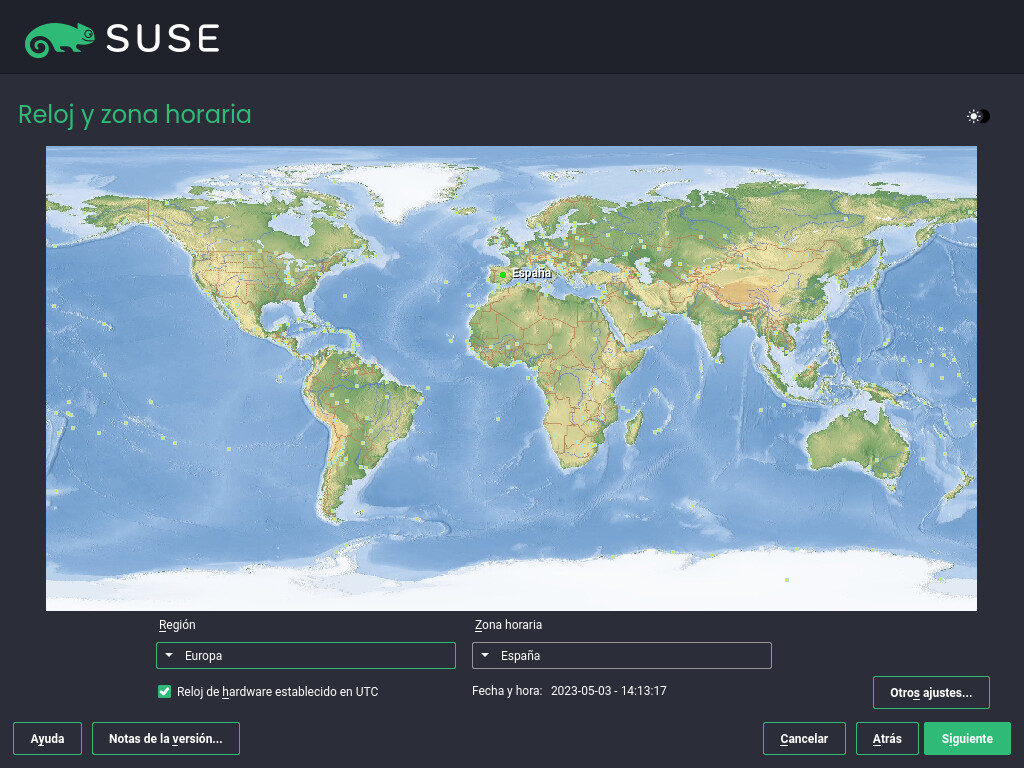 SUSE
Reloj y zona horaria
España
Región
Zona horaria
Europa
España
Reloj de hardware establecido en UTC
Fecha y hora: 2023-05-03 - 14:13:17
Otros ajustes...
Ayuda
Notas de la versión...
Cancelar
Atrás
Siguiente